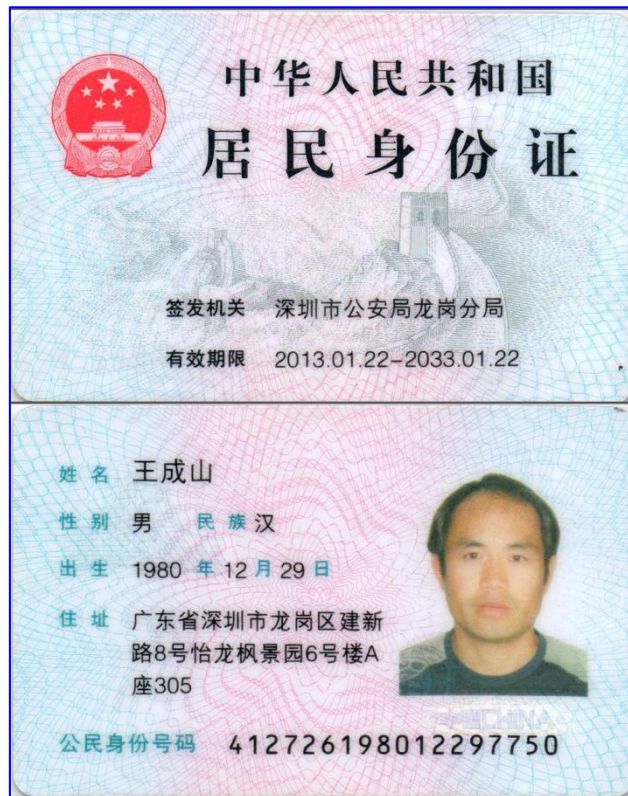 中华人民共和国
居民身份证
签发机关 深圳市公安局龙岗分局
有效期限 2013.01.22-2033.01.22
姓名 王成山
性别 男 民族 汉
出生 1980 年 12 月 29 日
住址 广东省深圳市龙岗区建新
路8号怡龙枫景园6号楼A
座305
CHINA
公民身份号码 412726198012297750